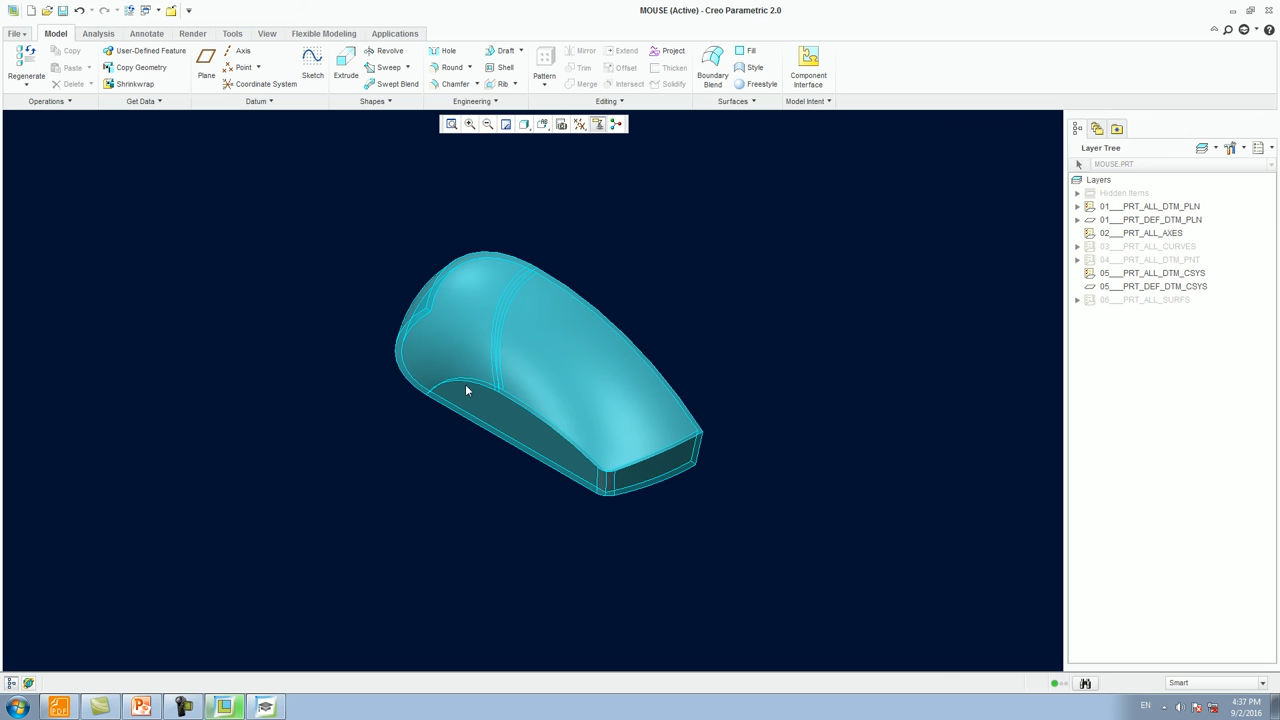 MOUSE (Active) - Creo Parametric 2.0
File Model Analysis Annotate Render Tools View Flexible Modeling Applications
Regenerate Copy Paste Delete User-Defined Feature Copy Geometry Shrinkwrap Plane Axis Point Coordinate System Sketch Extrude Revolve Sweep Swept Blend Hole Round Chamfer Draft Shell Rib Pattern Mirror Trim Merge Extend Offset Intersect Project Thicken Solidify Boundary Blend Fill Style Freestyle Component Interface
Operations Get Data Datum Shapes Engineering Editing Surfaces Model Intent
Layer Tree
MOUSE.PRT
Layers
Hidden Items
01___PRT_ALL_DTM_PLN
01___PRT_DEF_DTM_PLN
02___PRT_ALL_AXES
03___PRT_ALL_CURVES
04___PRT_ALL_DTM_PNT
05___PRT_ALL_DTM_CSYS
05___PRT_DEF_DTM_CSYS
06___PRT_ALL_SURFS
Smart
PDF
EN
4:37 PM
9/2/2016